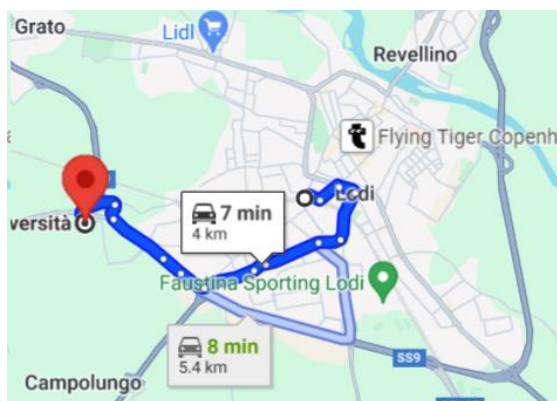 Grato
Lidl
Revellino
Flying Tiger Copenh
Lodi
7 min
4 km
versità
Faustina Sporting Lodi
8 min
5.4 km
SS9
Campolungo